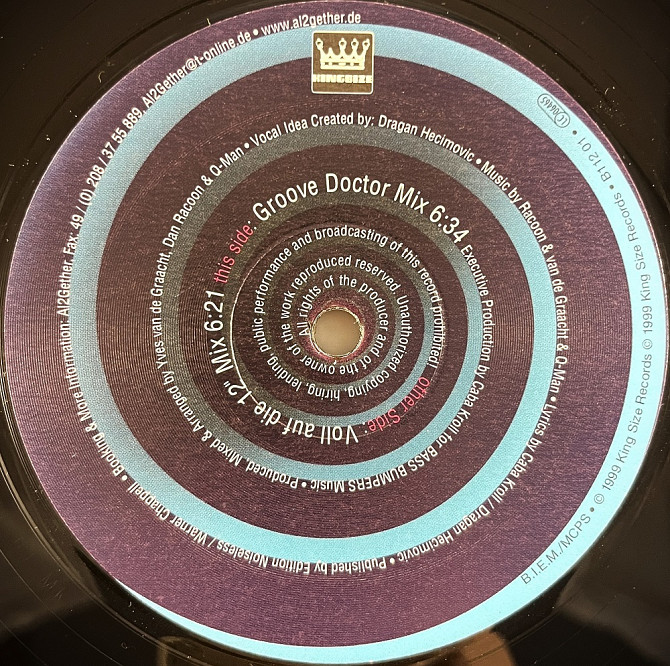 KINGSIZE
this side: Groove Doctor Mix 6:34
other Side: Voll auf die 12" Mix 6:21
All rights of the producer and of the owner of the work reproduced reserved. Unauthorized copying, hiring, lending public performance and broadcasting of this record prohibited!
Executive Production by Caba Kroll for BASS BUMPERS Music • Produced, Mixed & Arranged by Yves van de Graacht, Dan Racoon & Q-Man • Vocal Idea Created by: Dragan Hecimovic • Music by Racoon & van de Graacht & Q-Man • Lyrics by Caba Kroll / Dragan Hecimovic • Published by Edition Noiseless / Warner Chappell • Booking & More Information: Al2Gether, Fax: 49 / (0) 208 / 37 55 889, Al2Gether@t-online.de • www.al2gether.de
LC 06465
B.I.E.M./MCPS • © 1999 King Size Records © 1999 King Size Records • B112 01 •